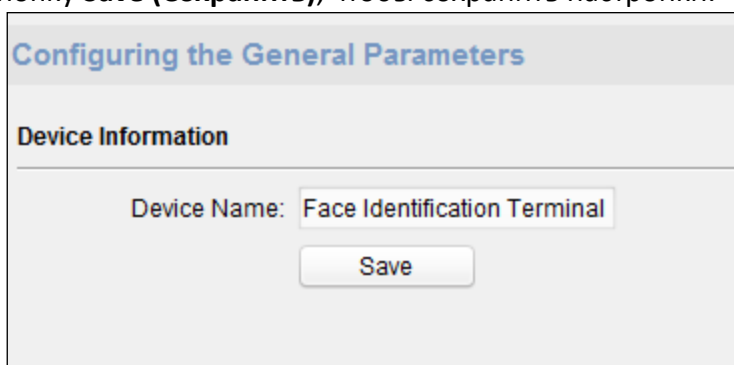 Save (Сохранить), чтобы сохранить настройки.
Configuring the General Parameters
Device Information
Device Name: Face Identification Terminal
Save